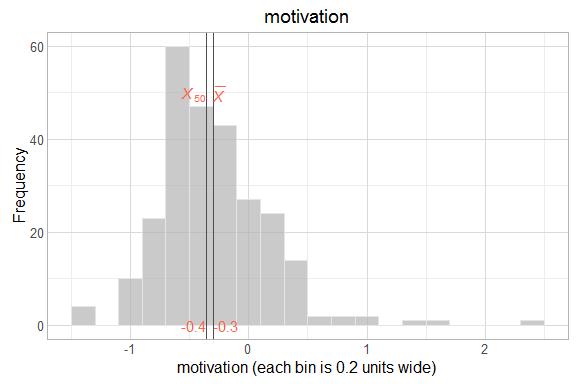 motivation
Frequency
60
40
20
0
x₅₀ x̅
-0.4 -0.3
-1 0 1 2
motivation (each bin is 0.2 units wide)